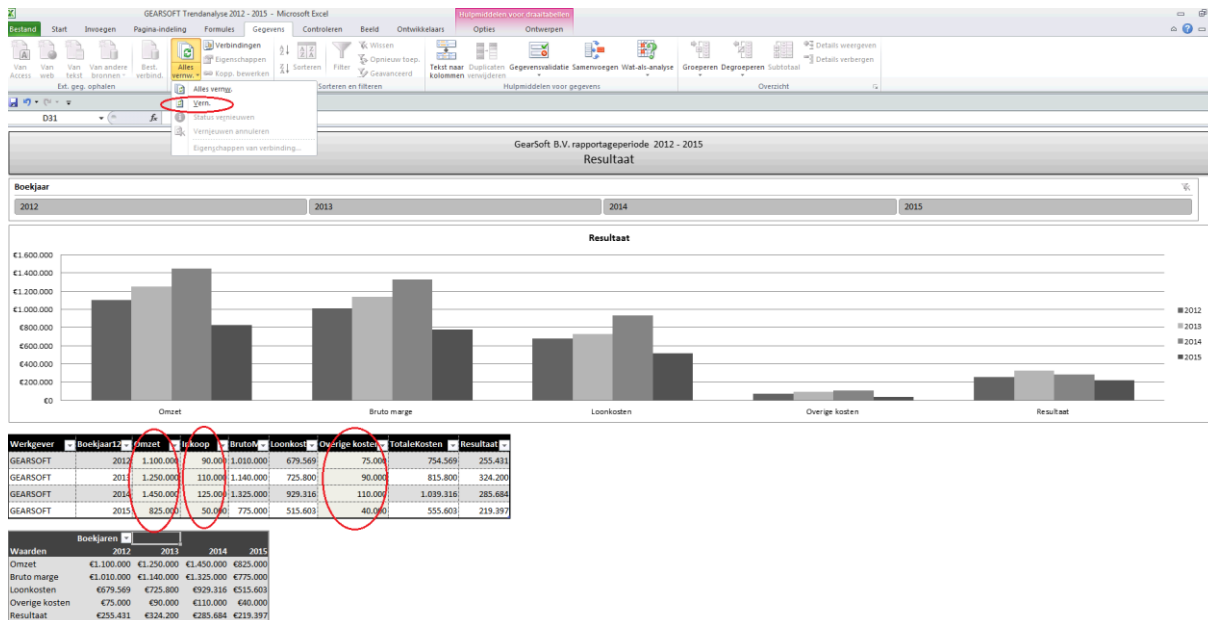 GEARSOFT Trendanalyse 2012 - 2015 - Microsoft Excel
Hulpmiddelen voor draaitabellen
Bestand Start Invoegen Pagina-indeling Formules Gegevens Controleren Beeld Ontwikkelaars Opties Ontwerpen
Van Access
Van web
Van tekst
Van andere bronnen
Best. verbind.
Alles vernw.
Verbindingen
Eigenschappen
Kopp. bewerken
Sorteren
Filter
Wissen
Opnieuw toep.
Geavanceerd
Tekst naar kolommen
Duplicaten verwijderen
Gegevensvalidatie
Samenvoegen
Wat-als-analyse
Groeperen
Degroeperen
Subtotaal
Details weergeven
Details verbergen
Ext. geg. ophalen
Sorteren en filteren
Hulpmiddelen voor gegevens
Overzicht
Alles vernw.
Vern.
Status vernieuwen
Vernieuwen annuleren
Eigenschappen van verbinding...
D31
fx
GearSoft B.V. rapportageperiode 2012 - 2015
Resultaat
Boekjaar
2012 2013 2014 2015
Resultaat
€1.600.000
€1.400.000
€1.200.000
€1.000.000
€800.000
€600.000
€400.000
€200.000
€0
Omzet Bruto marge Loonkosten Overige kosten Resultaat
2012
2013
2014
2015
Werkgever Boekjaar12 Omzet Inkoop BrutoM Loonkost Overige kosten TotaleKosten Resultaat
GEARSOFT 2012 1.100.000 90.000 1.010.000 679.569 75.000 754.569 255.431
GEARSOFT 2013 1.250.000 110.000 1.140.000 725.800 90.000 815.800 324.200
GEARSOFT 2014 1.450.000 125.000 1.325.000 929.316 110.000 1.039.316 285.684
GEARSOFT 2015 825.000 50.000 775.000 515.603 40.000 555.603 219.397
Boekjaren
Waarden 2012 2013 2014 2015
Omzet €1.100.000 €1.250.000 €1.450.000 €825.000
Bruto marge €1.010.000 €1.140.000 €1.325.000 €775.000
Loonkosten €679.569 €725.800 €929.316 €515.603
Overige kosten €75.000 €90.000 €110.000 €40.000
Resultaat €255.431 €324.200 €285.684 €219.397